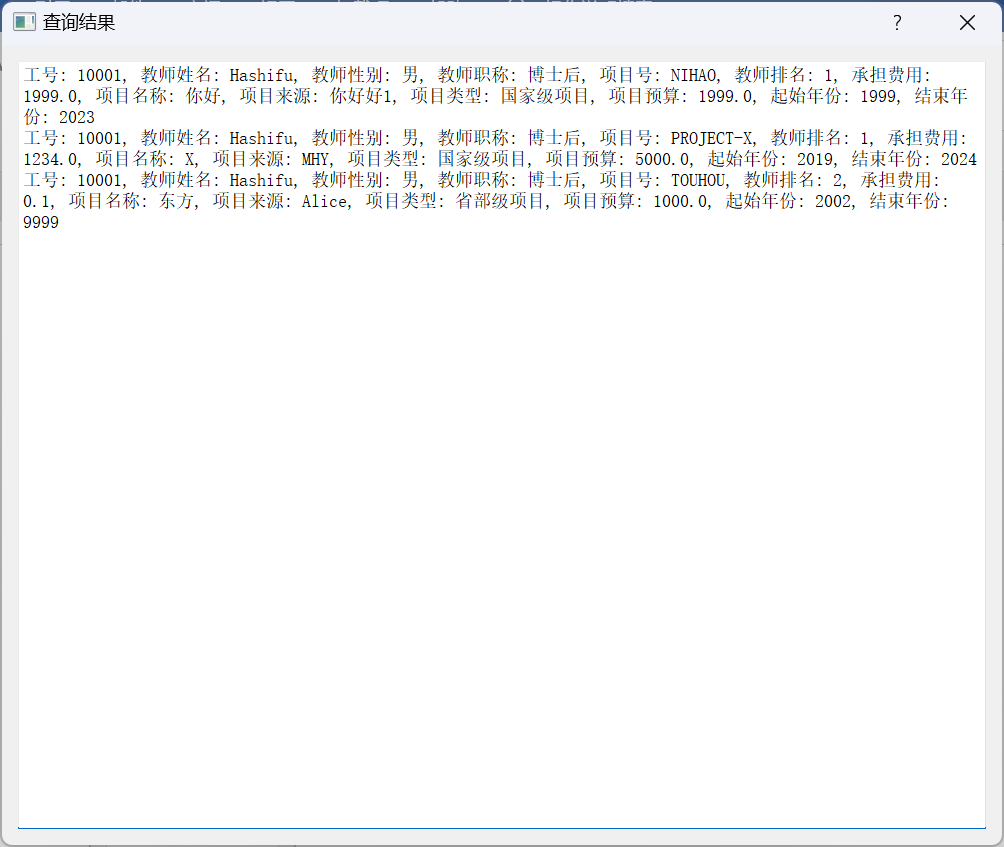 查询结果
?
工号: 10001, 教师姓名: Hashifu, 教师性别: 男, 教师职称: 博士后, 项目号: NIHAO, 教师排名: 1, 承担费用:
1999.0, 项目名称: 你好, 项目来源: 你好好1, 项目类型: 国家级项目, 项目预算: 1999.0, 起始年份: 1999, 结束年
份: 2023
工号: 10001, 教师姓名: Hashifu, 教师性别: 男, 教师职称: 博士后, 项目号: PROJECT-X, 教师排名: 1, 承担费用:
1234.0, 项目名称: X, 项目来源: MHY, 项目类型: 国家级项目, 项目预算: 5000.0, 起始年份: 2019, 结束年份: 2024
工号: 10001, 教师姓名: Hashifu, 教师性别: 男, 教师职称: 博士后, 项目号: TOUHOU, 教师排名: 2, 承担费用:
0.1, 项目名称: 东方, 项目来源: Alice, 项目类型: 省部级项目, 项目预算: 1000.0, 起始年份: 2002, 结束年份:
9999